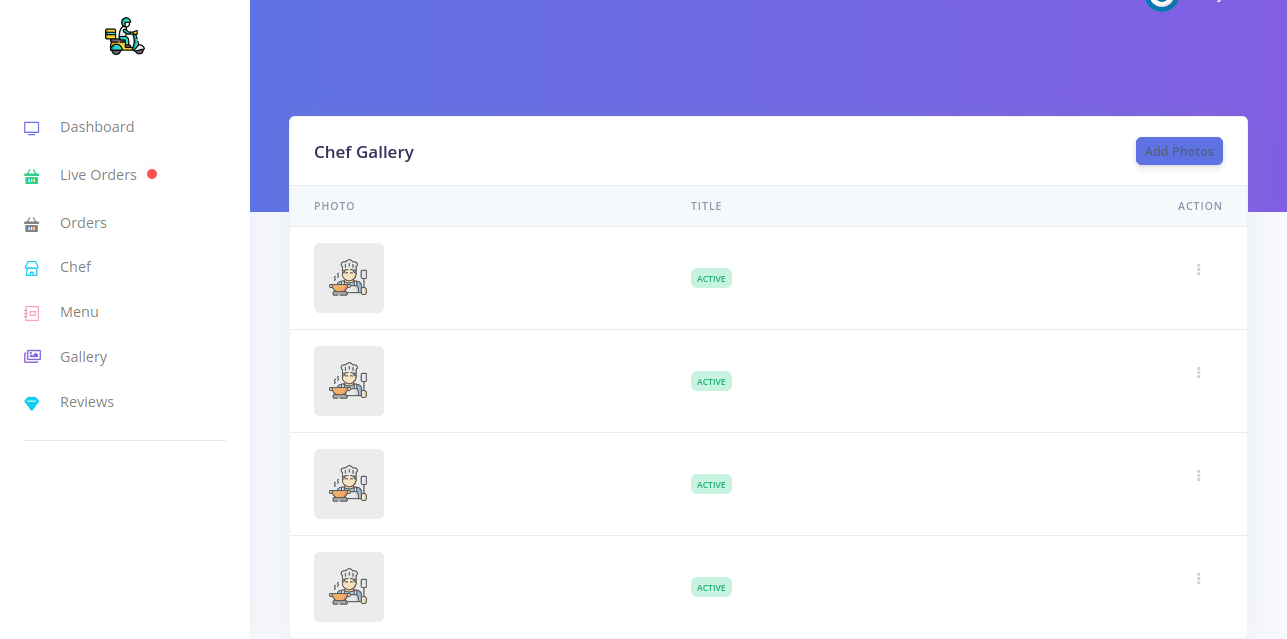 Dashboard
Live Orders
Orders
Chef
Menu
Gallery
Reviews
Chef Gallery
Add Photos
PHOTO TITLE ACTION
ACTIVE
ACTIVE
ACTIVE
ACTIVE